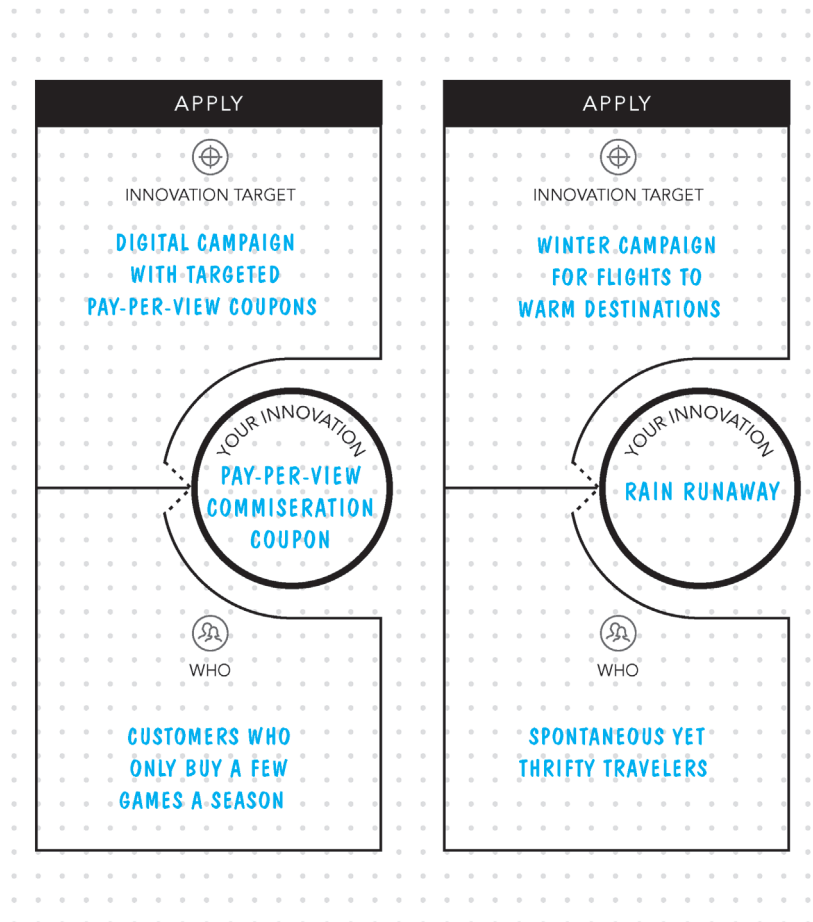 APPLY
INNOVATION TARGET
DIGITAL CAMPAIGN
WITH TARGETED
PAY-PER-VIEW COUPONS
YOUR INNOVATION
PAY-PER-VIEW
COMMISERATION
COUPON
WHO
CUSTOMERS WHO
ONLY BUY A FEW
GAMES A SEASON
APPLY
INNOVATION TARGET
WINTER CAMPAIGN
FOR FLIGHTS TO
WARM DESTINATIONS
YOUR INNOVATION
RAIN RUNAWAY
WHO
SPONTANEOUS YET
THRIFTY TRAVELERS